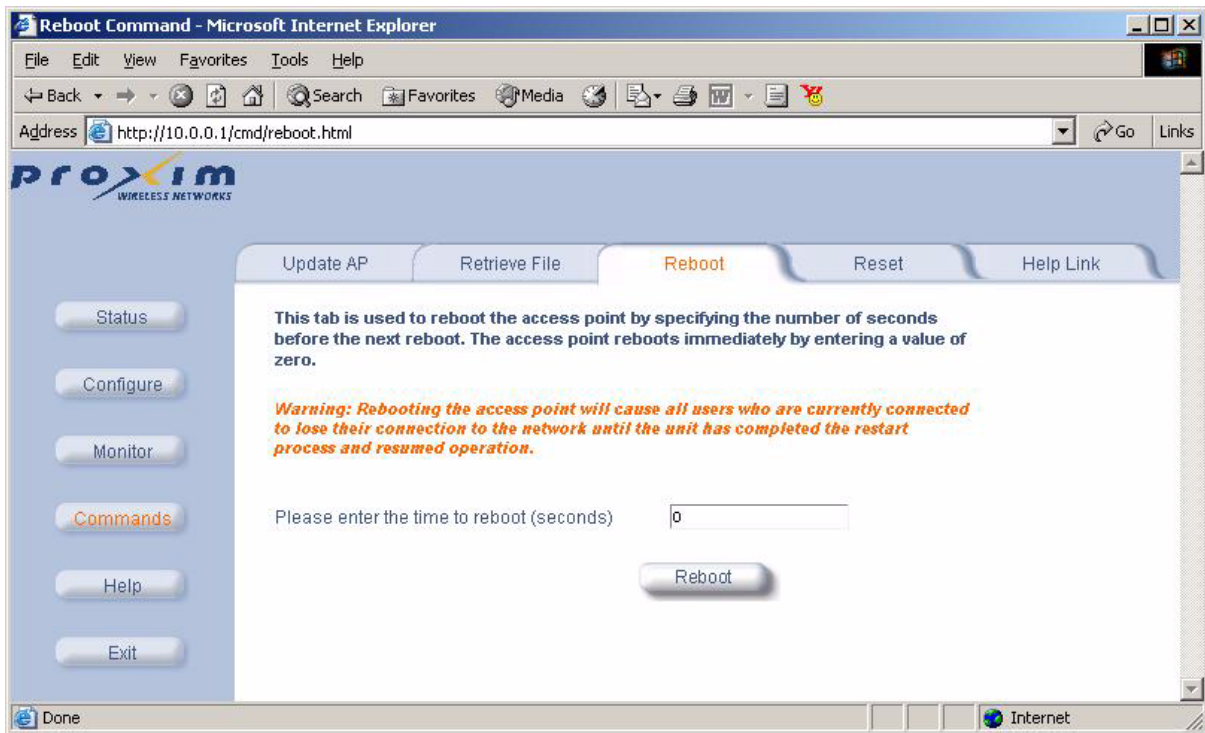 Reboot Command - Microsoft Internet Explorer
File Edit View Favorites Tools Help
Back Search Favorites Media
Address http://10.0.0.1/cmd/reboot.html Go Links
proxim
WIRELESS NETWORKS
Update AP Retrieve File Reboot Reset Help Link
Status
Configure
Monitor
Commands
Help
Exit
This tab is used to reboot the access point by specifying the number of seconds
before the next reboot. The access point reboots immediately by entering a value of
zero.
Warning: Rebooting the access point will cause all users who are currently connected
to lose their connection to the network until the unit has completed the restart
process and resumed operation.
Please enter the time to reboot (seconds) 0
Reboot
Done Internet